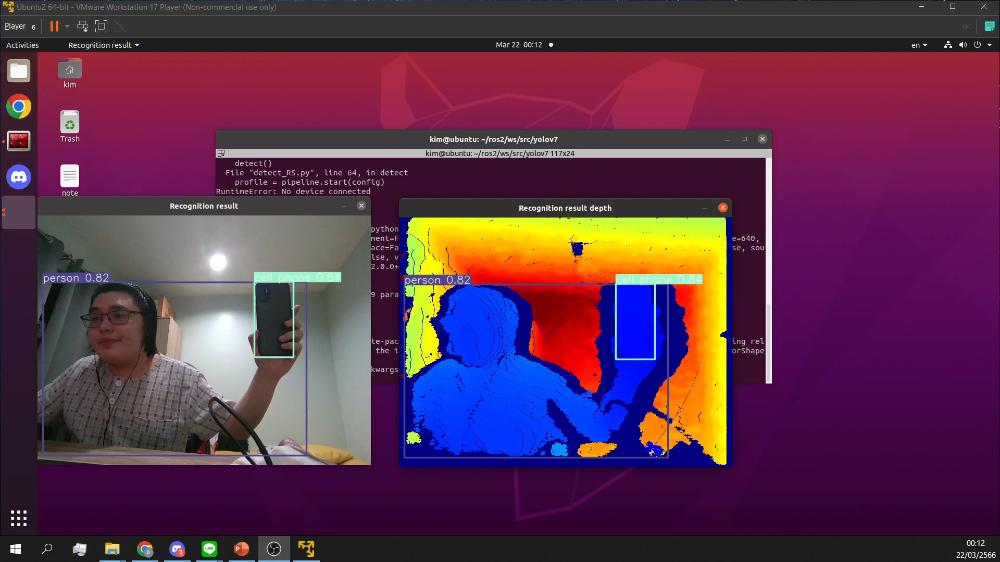 Ubuntu2 64-bit - VMware Workstation 17 Player (Non-commercial use only)
Player 6
Activities
Recognition result
Mar 22 00:12
en
kim
Trash
note
kim@ubuntu: ~/ros2/ws/src/yolov7
kim@ubuntu: ~/ros2/ws/src/yolov7 117x24
detect()
File "detect_RS.py", line 64, in detect
profile = pipeline.start(config)
RuntimeError: No device connected
Recognition result
Recognition result depth
python
ment=F e=640,
ace=Fa se, sou
lse, v
2.0.0+
person 0.82 cell phone 0.84
person 0.82 cell phone 0.84
9 para
te-pac ing rel
the i orShape
kwargs
1
LINE
P
00:12
22/03/2566